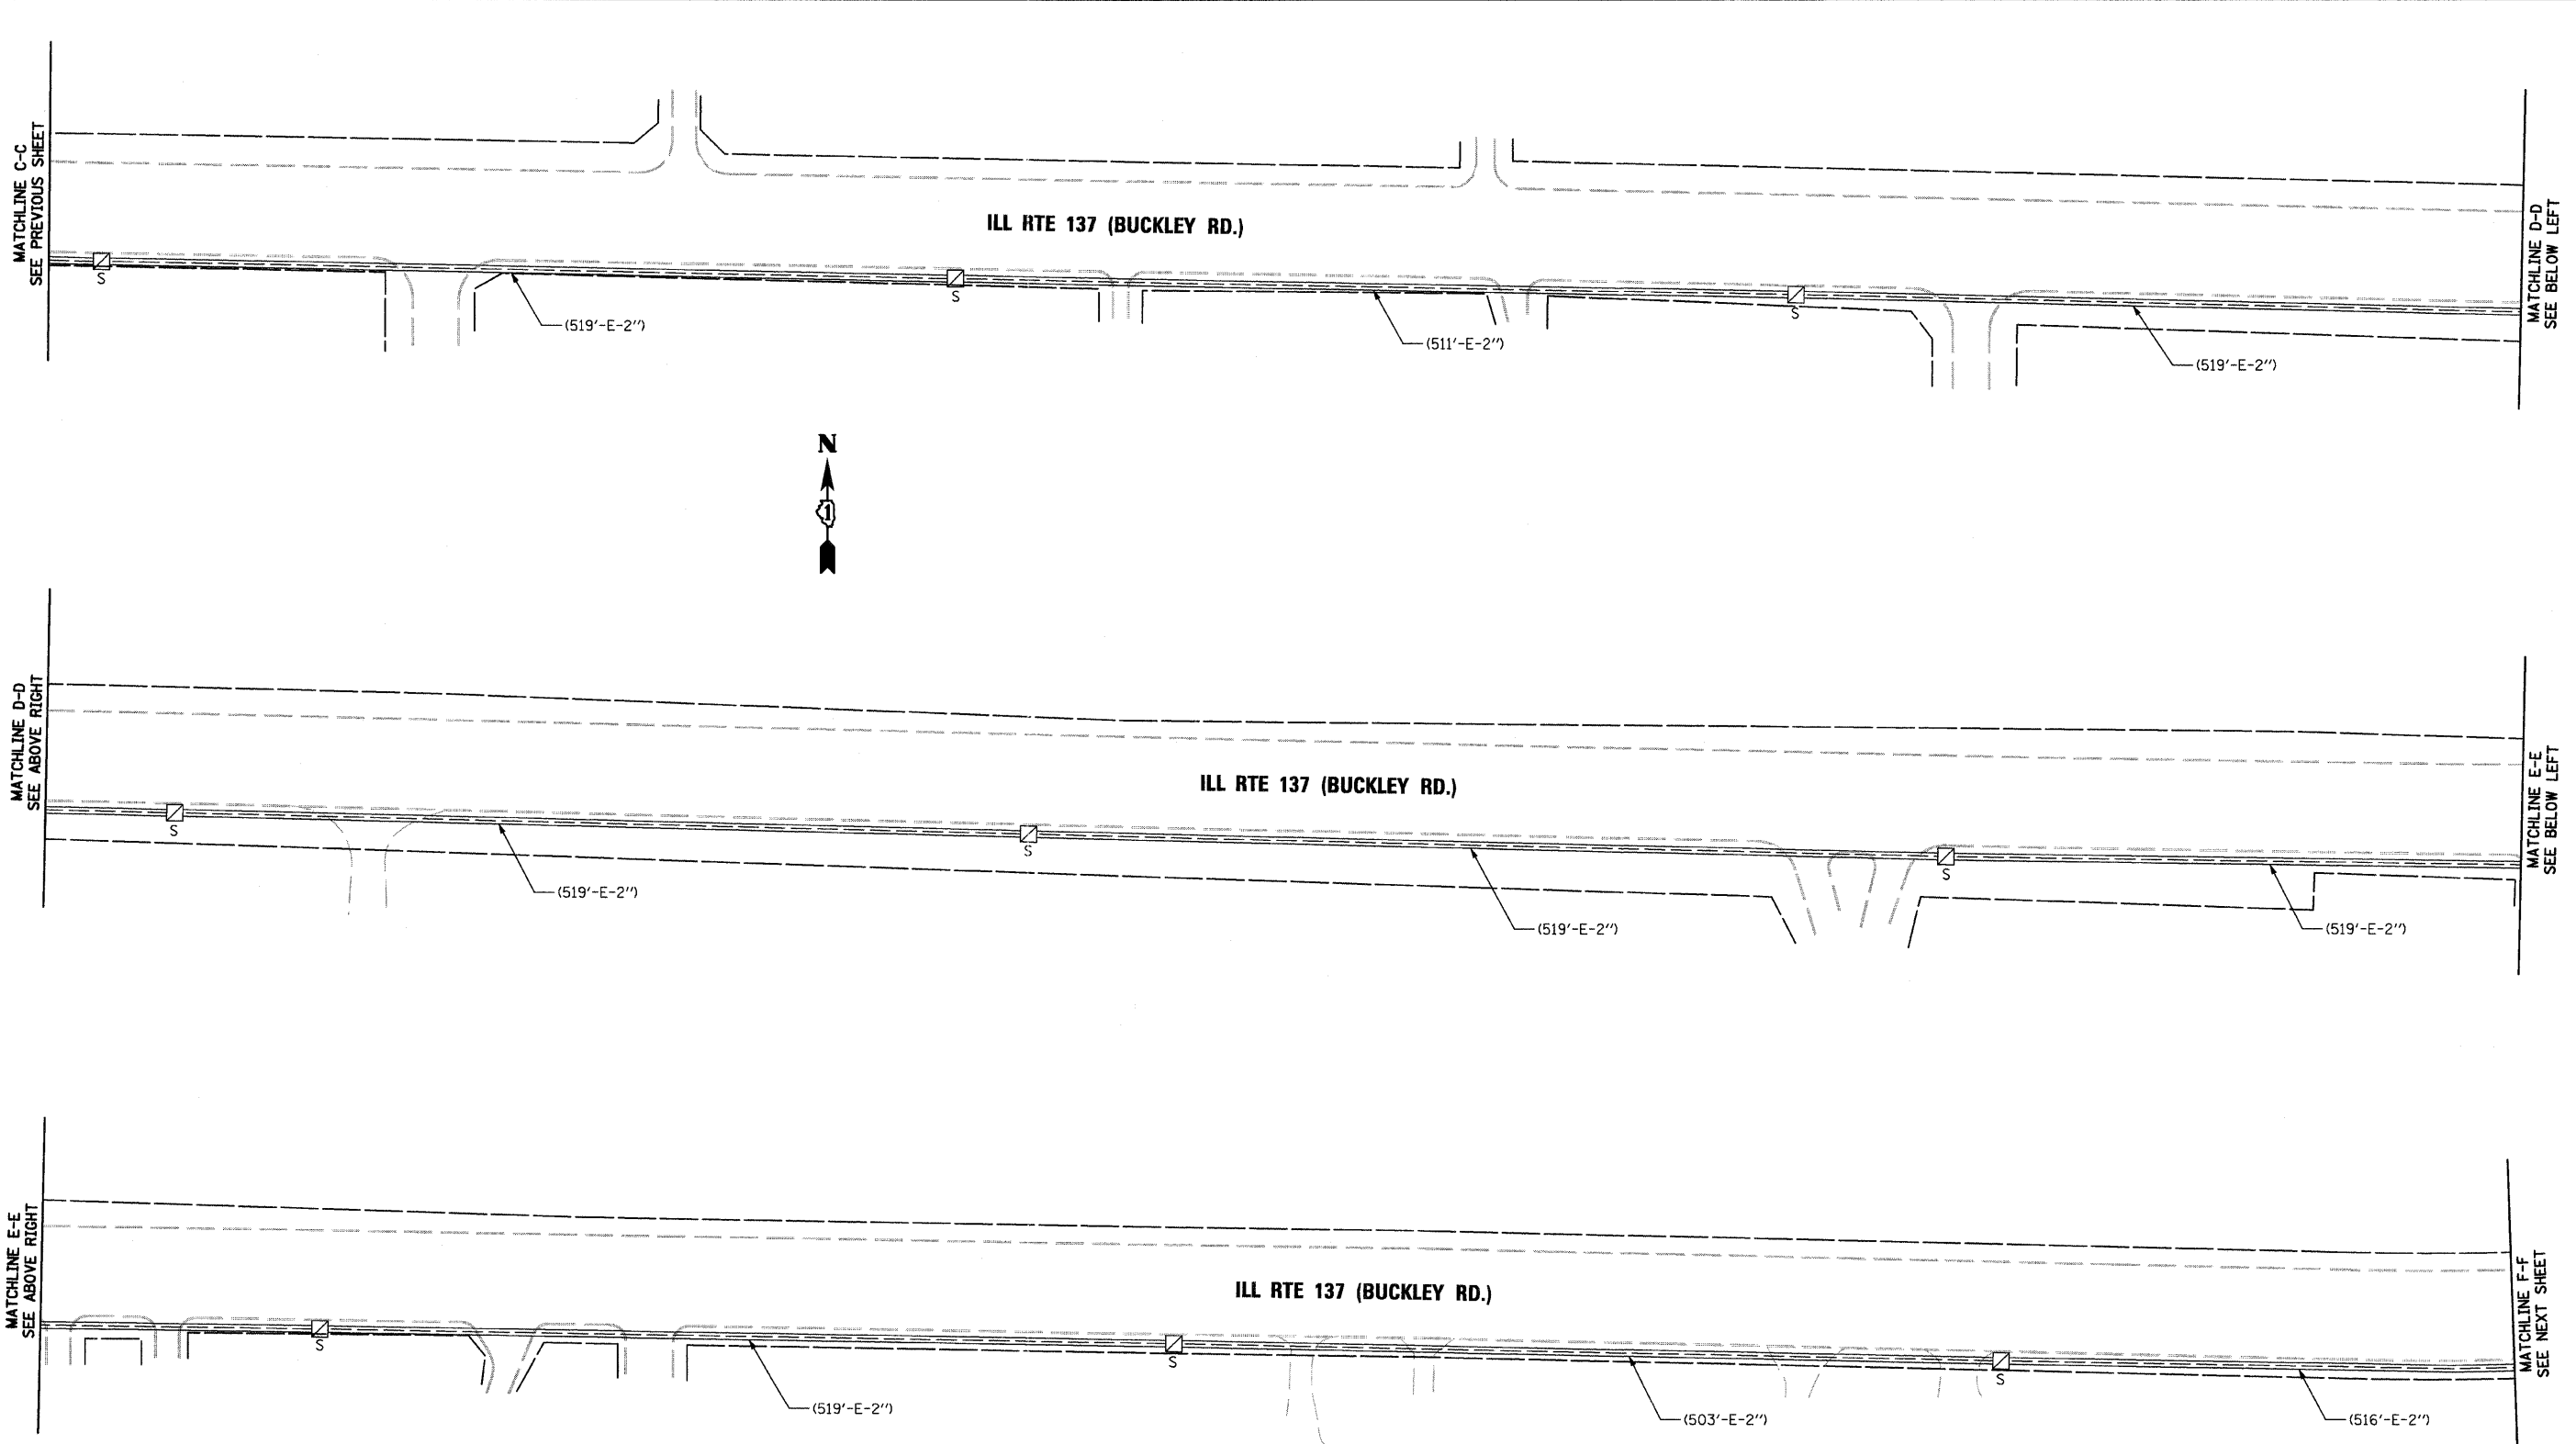 MATCHLINE C-C
SEE PREVIOUS SHEET
ILL RTE 137 (BUCKLEY RD.)
MATCHLINE D-D
SEE BELOW LEFT
S
S
S
(519'-E-2")
(511'-E-2")
(519'-E-2")
N
1
MATCHLINE D-D
SEE ABOVE RIGHT
ILL RTE 137 (BUCKLEY RD.)
MATCHLINE E-E
SEE BELOW LEFT
S
S
S
(519'-E-2")
(519'-E-2")
(519'-E-2")
MATCHLINE E-E
SEE ABOVE RIGHT
ILL RTE 137 (BUCKLEY RD.)
MATCHLINE F-F
SEE NEXT SHEET
S
S
S
(519'-E-2")
(503'-E-2")
(516'-E-2")